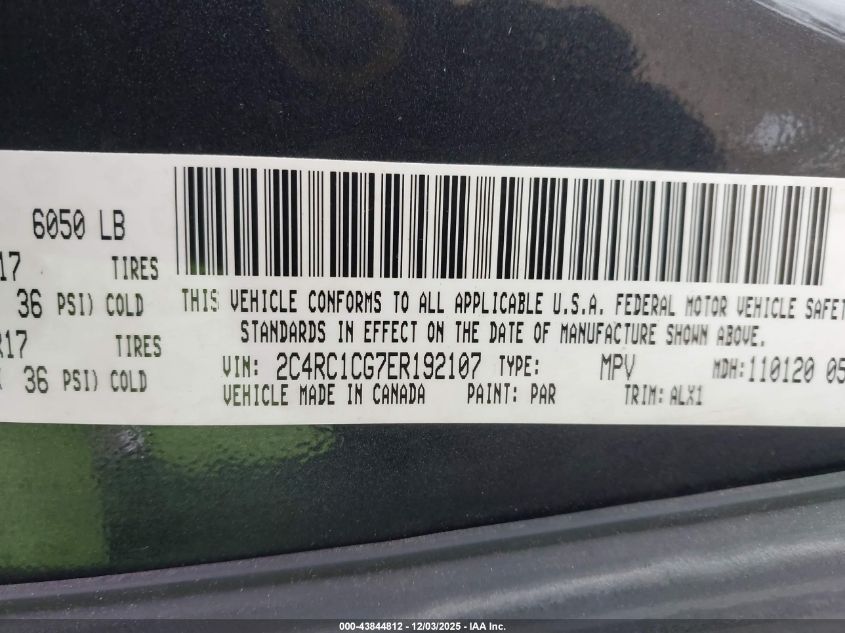 6050 LB
17 TIRES
36 PSI) COLD
R17 TIRES
36 PSI) COLD
THIS VEHICLE CONFORMS TO ALL APPLICABLE U.S.A. FEDERAL MOTOR VEHICLE SAFET
STANDARDS IN EFFECT ON THE DATE OF MANUFACTURE SHOWN ABOVE.
VIN: 2C4RC1CG7ER192107 TYPE: MPV MDH: 110120 05
VEHICLE MADE IN CANADA PAINT: PAR TRIM: ALX1
000-43844812 - 12/03/2025 - IAA Inc.